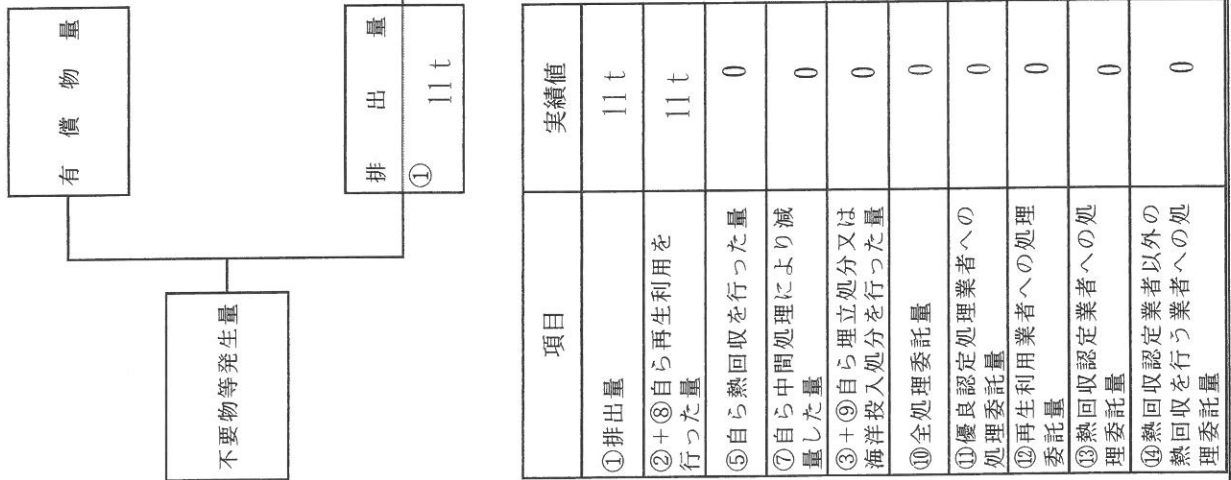 有償物量
不要物等発生量
排出量
①
11 t
項目
実績値
①排出量
11 t
②+⑧自ら再生利用を
行った量
11 t
⑤自ら熱回収を行った量
0
⑦自ら中間処理により減
量した量
0
③+⑨自ら埋立処分又は
海洋投入処分を行った量
0
⑩全処理委託量
0
⑪優良認定処理業者への
処理委託量
0
⑫再生利用業者への処理
委託量
0
⑬熱回収認定業者への処
理委託量
0
⑭熱回収認定業者以外の
熱回収を行う業者への処
理委託量
0